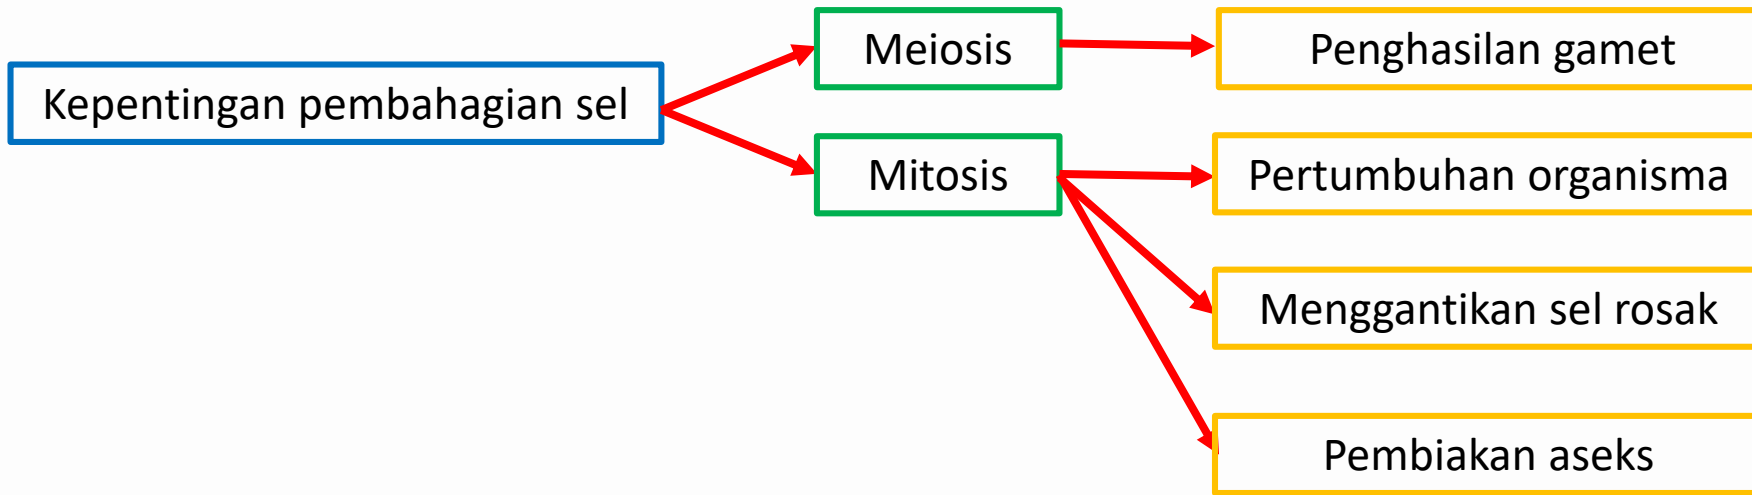 Kepentingan pembahagian sel
Meiosis
Penghasilan gamet
Mitosis
Pertumbuhan organisma
Menggantikan sel rosak
Pembiakan aseks